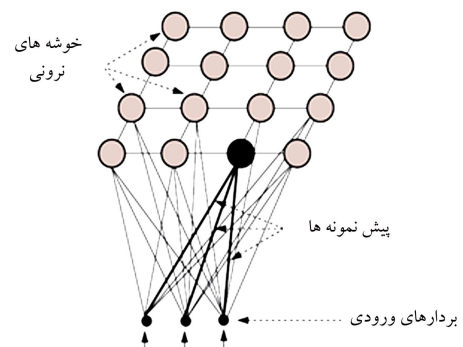 خوشه های
نرونی
پیش نمونه ها
بردارهای ورودی